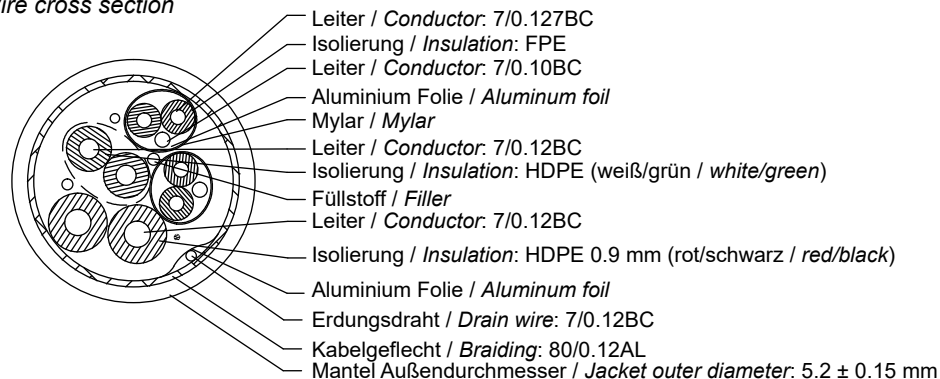 wire cross section
Leiter / Conductor: 7/0.127BC
Isolierung / Insulation: FPE
Leiter / Conductor: 7/0.10BC
Aluminium Folie / Aluminum foil
Mylar / Mylar
Leiter / Conductor: 7/0.12BC
Isolierung / Insulation: HDPE (weiß/grün / white/green)
Füllstoff / Filler
Leiter / Conductor: 7/0.12BC
Isolierung / Insulation: HDPE 0.9 mm (rot/schwarz / red/black)
Aluminium Folie / Aluminum foil
Erdungsdraht / Drain wire: 7/0.12BC
Kabelgeflecht / Braiding: 80/0.12AL
Mantel Außendurchmesser / Jacket outer diameter: 5.2 ± 0.15 mm